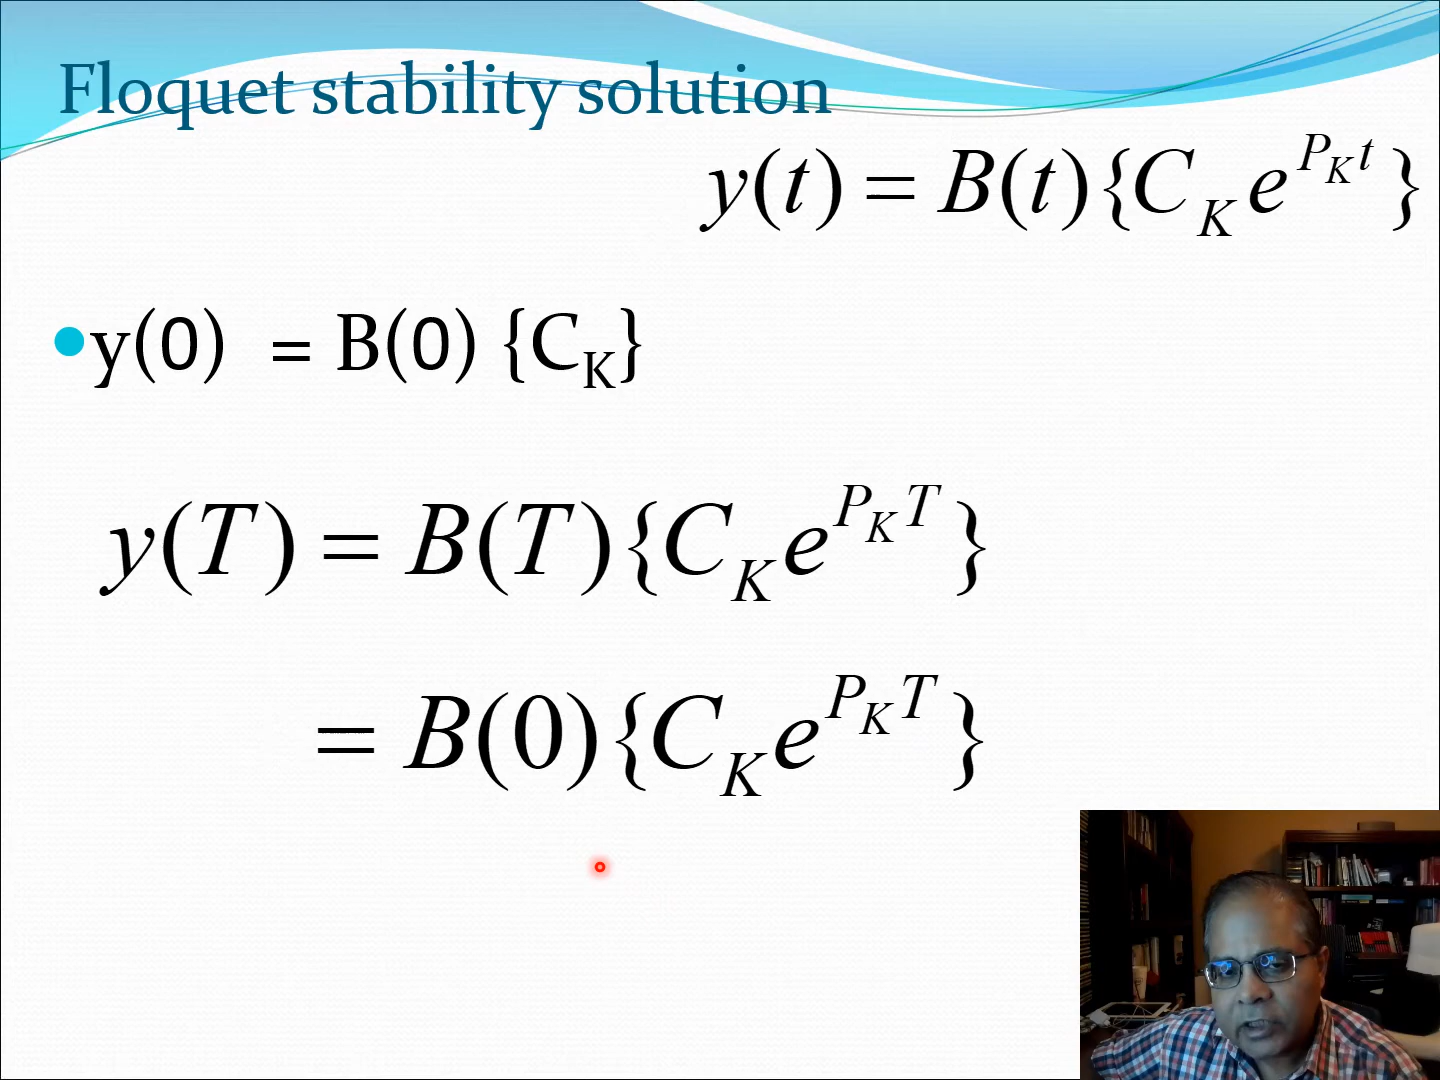 Floquet stability solution
y(t) = B(t){C_K e^{P_K t}}
y(0) = B(0) {C_K}
y(T) = B(T){C_K e^{P_K T}}
= B(0){C_K e^{P_K T}}